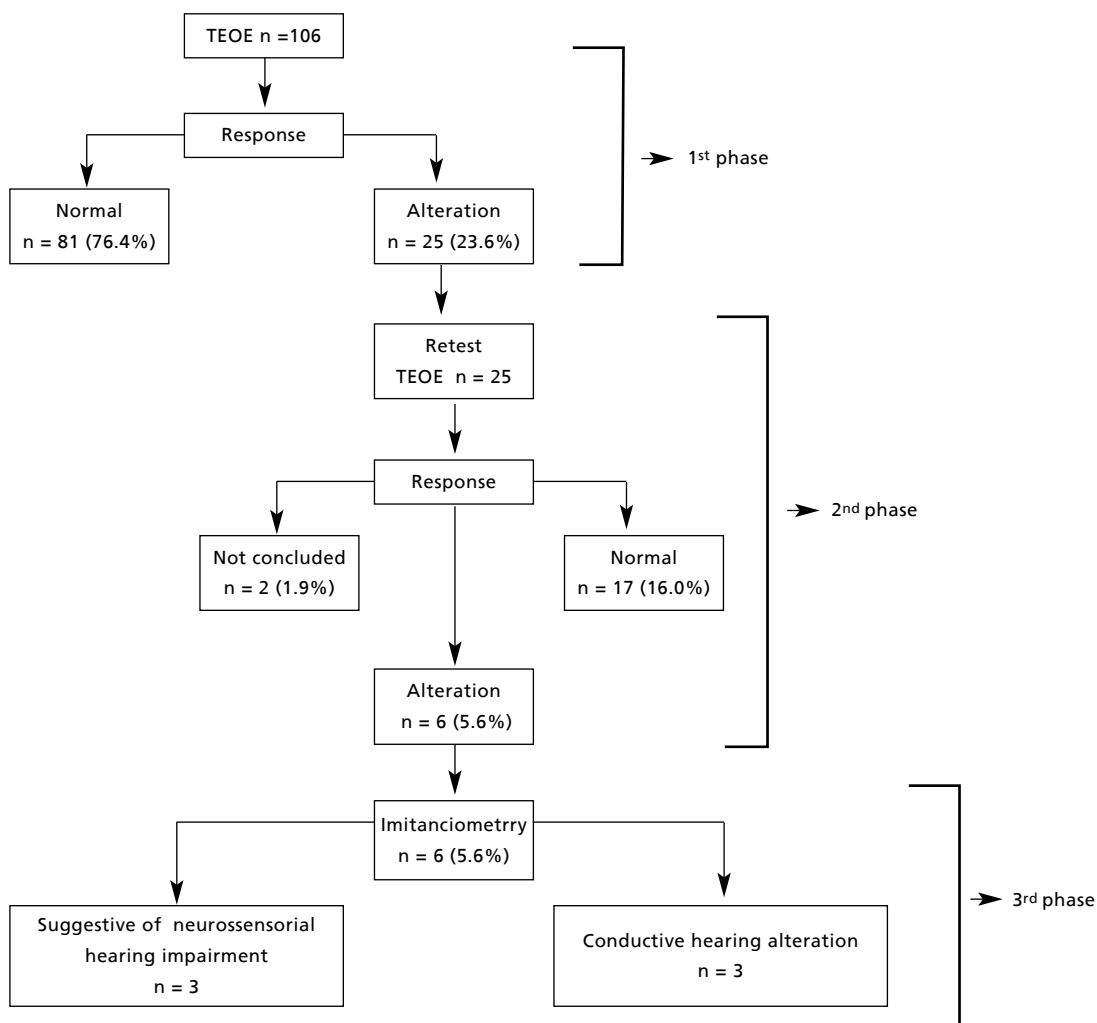 TEOE n =106
Response
1st phase
Normal
n = 81 (76.4%)
Alteration
n = 25 (23.6%)
Retest
TEOE n = 25
Response
2nd phase
Not concluded
n = 2 (1.9%)
Normal
n = 17 (16.0%)
Alteration
n = 6 (5.6%)
Imitanciometrry
n = 6 (5.6%)
3rd phase
Suggestive of neurossensorial
hearing impairment
n = 3
Conductive hearing alteration
n = 3